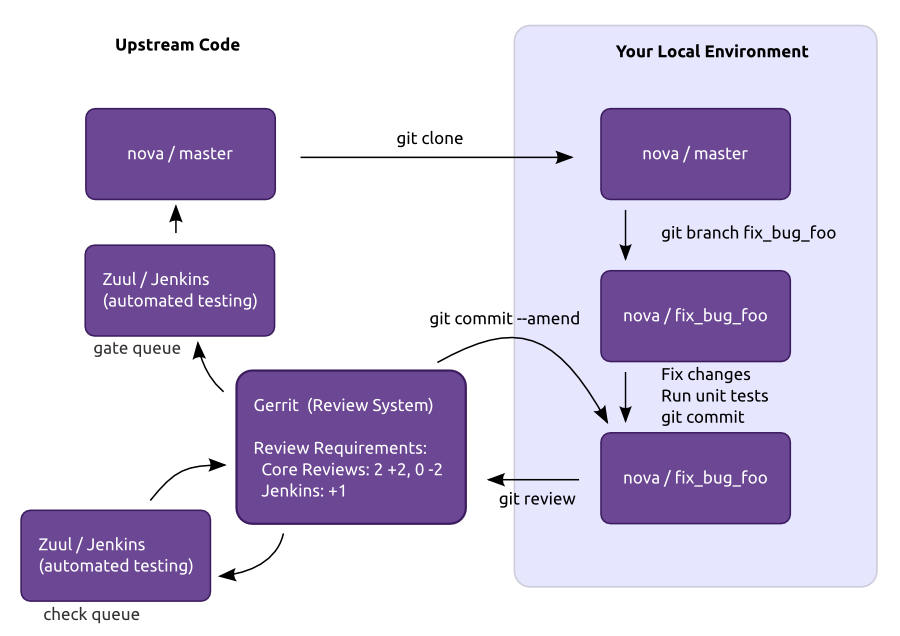 Upstream Code
Your Local Environment
nova / master
git clone
nova / master
git branch fix_bug_foo
Zuul / Jenkins
(automated testing)
gate queue
nova / fix_bug_foo
git commit --amend
Fix changes
Run unit tests
git commit
Gerrit  (Review System)
Review Requirements:
Core Reviews: 2 +2, 0 -2
Jenkins: +1
nova / fix_bug_foo
git review
Zuul / Jenkins
(automated testing)
check queue